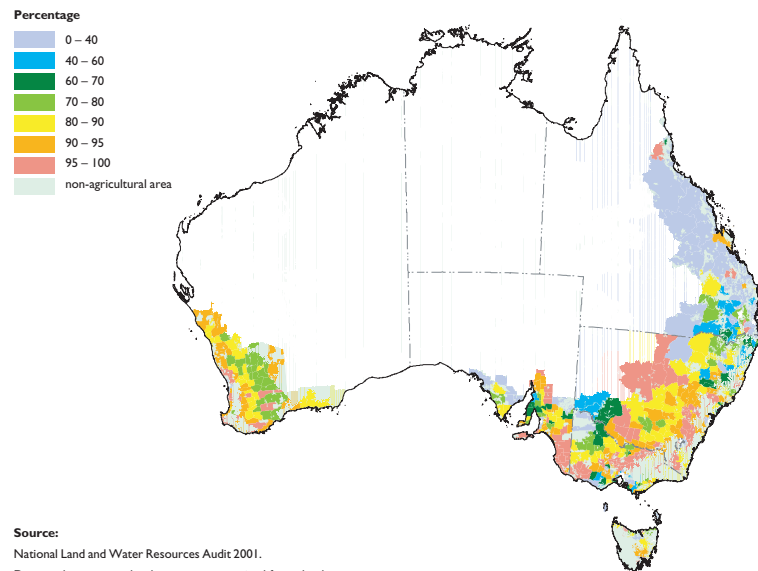 Percentage
0 – 40
40 – 60
60 – 70
70 – 80
80 – 90
90 – 95
95 – 100
non-agricultural area
Source:
National Land and Water Resources Audit 2001.